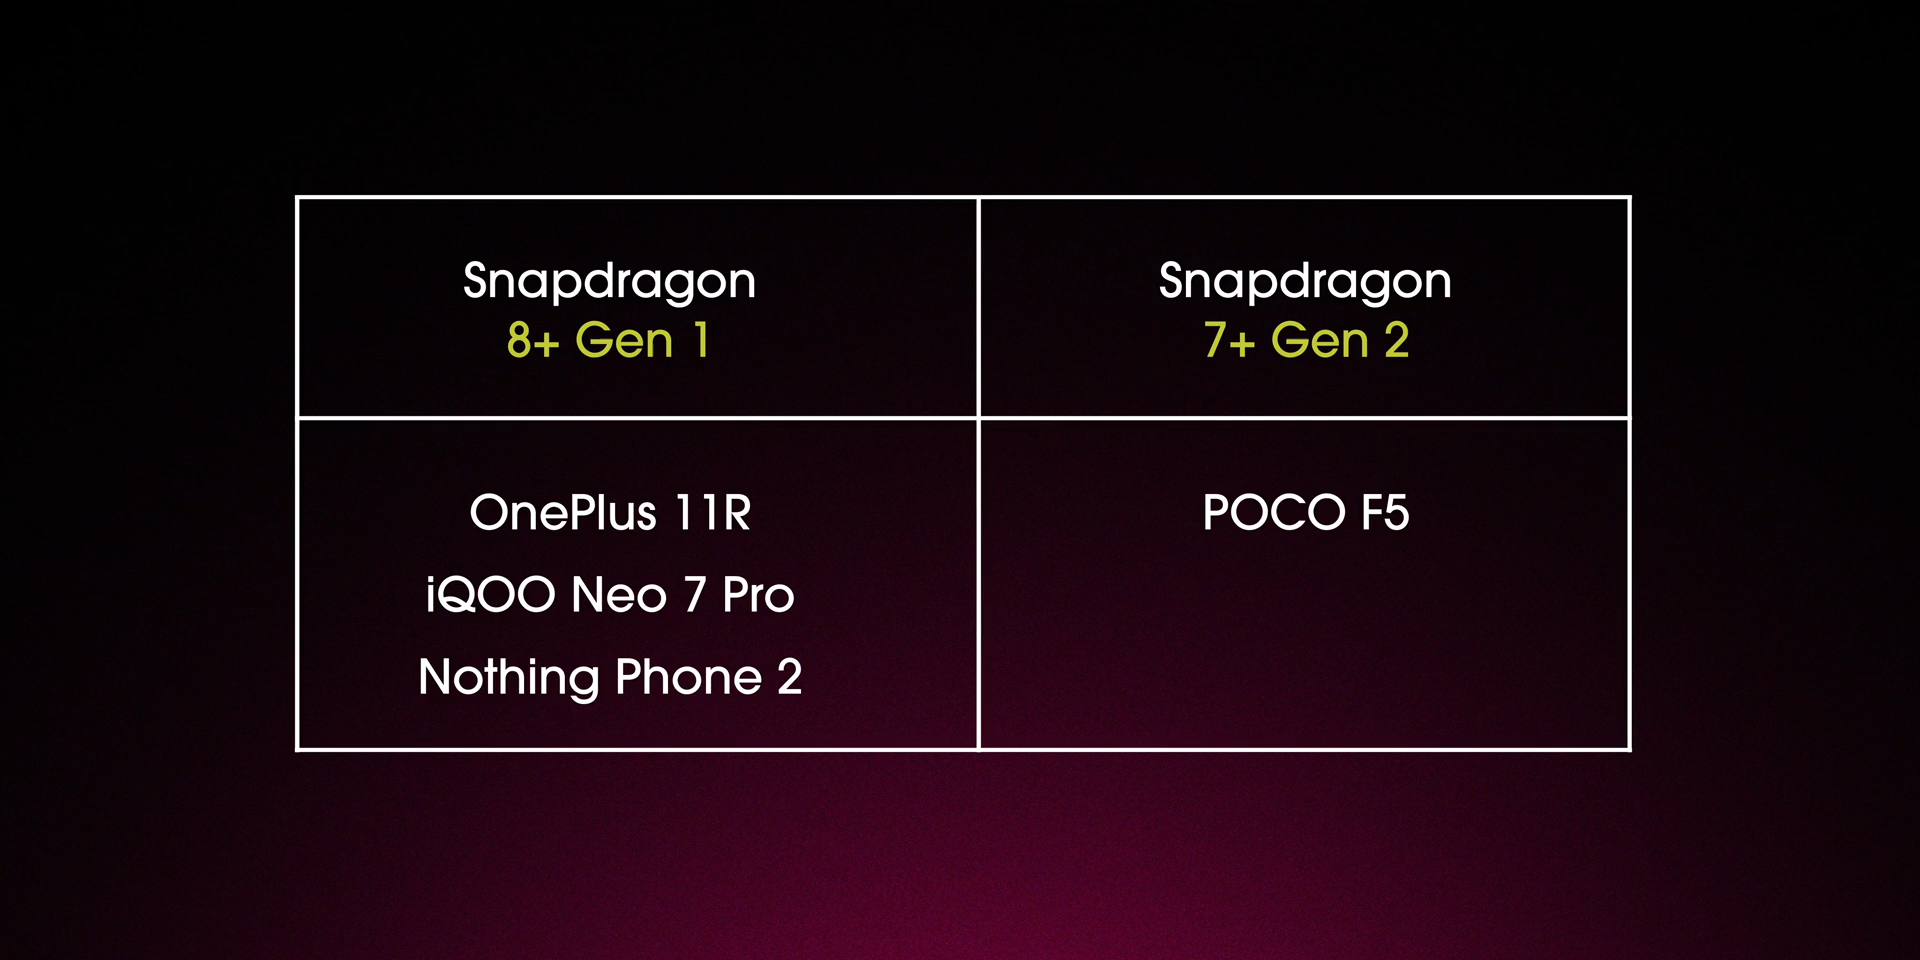 Snapdragon
8+ Gen 1
Snapdragon
7+ Gen 2
OnePlus 11R
iQOO Neo 7 Pro
Nothing Phone 2
POCO F5